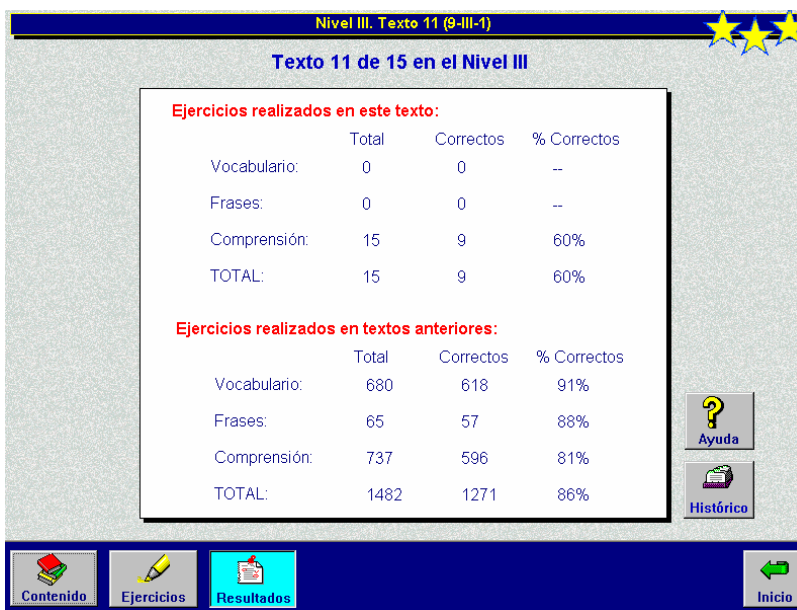 Nivel III. Texto 11 (9-III-1)
Texto 11 de 15 en el Nivel III
Ejercicios realizados en este texto:
Total Correctos % Correctos
Vocabulario: 0 0 --
Frases: 0 0 --
Comprensión: 15 9 60%
TOTAL: 15 9 60%
Ejercicios realizados en textos anteriores:
Total Correctos % Correctos
Vocabulario: 680 618 91%
Frases: 65 57 88%
Comprensión: 737 596 81%
TOTAL: 1482 1271 86%
Ayuda
Histórico
Contenido Ejercicios Resultados Inicio